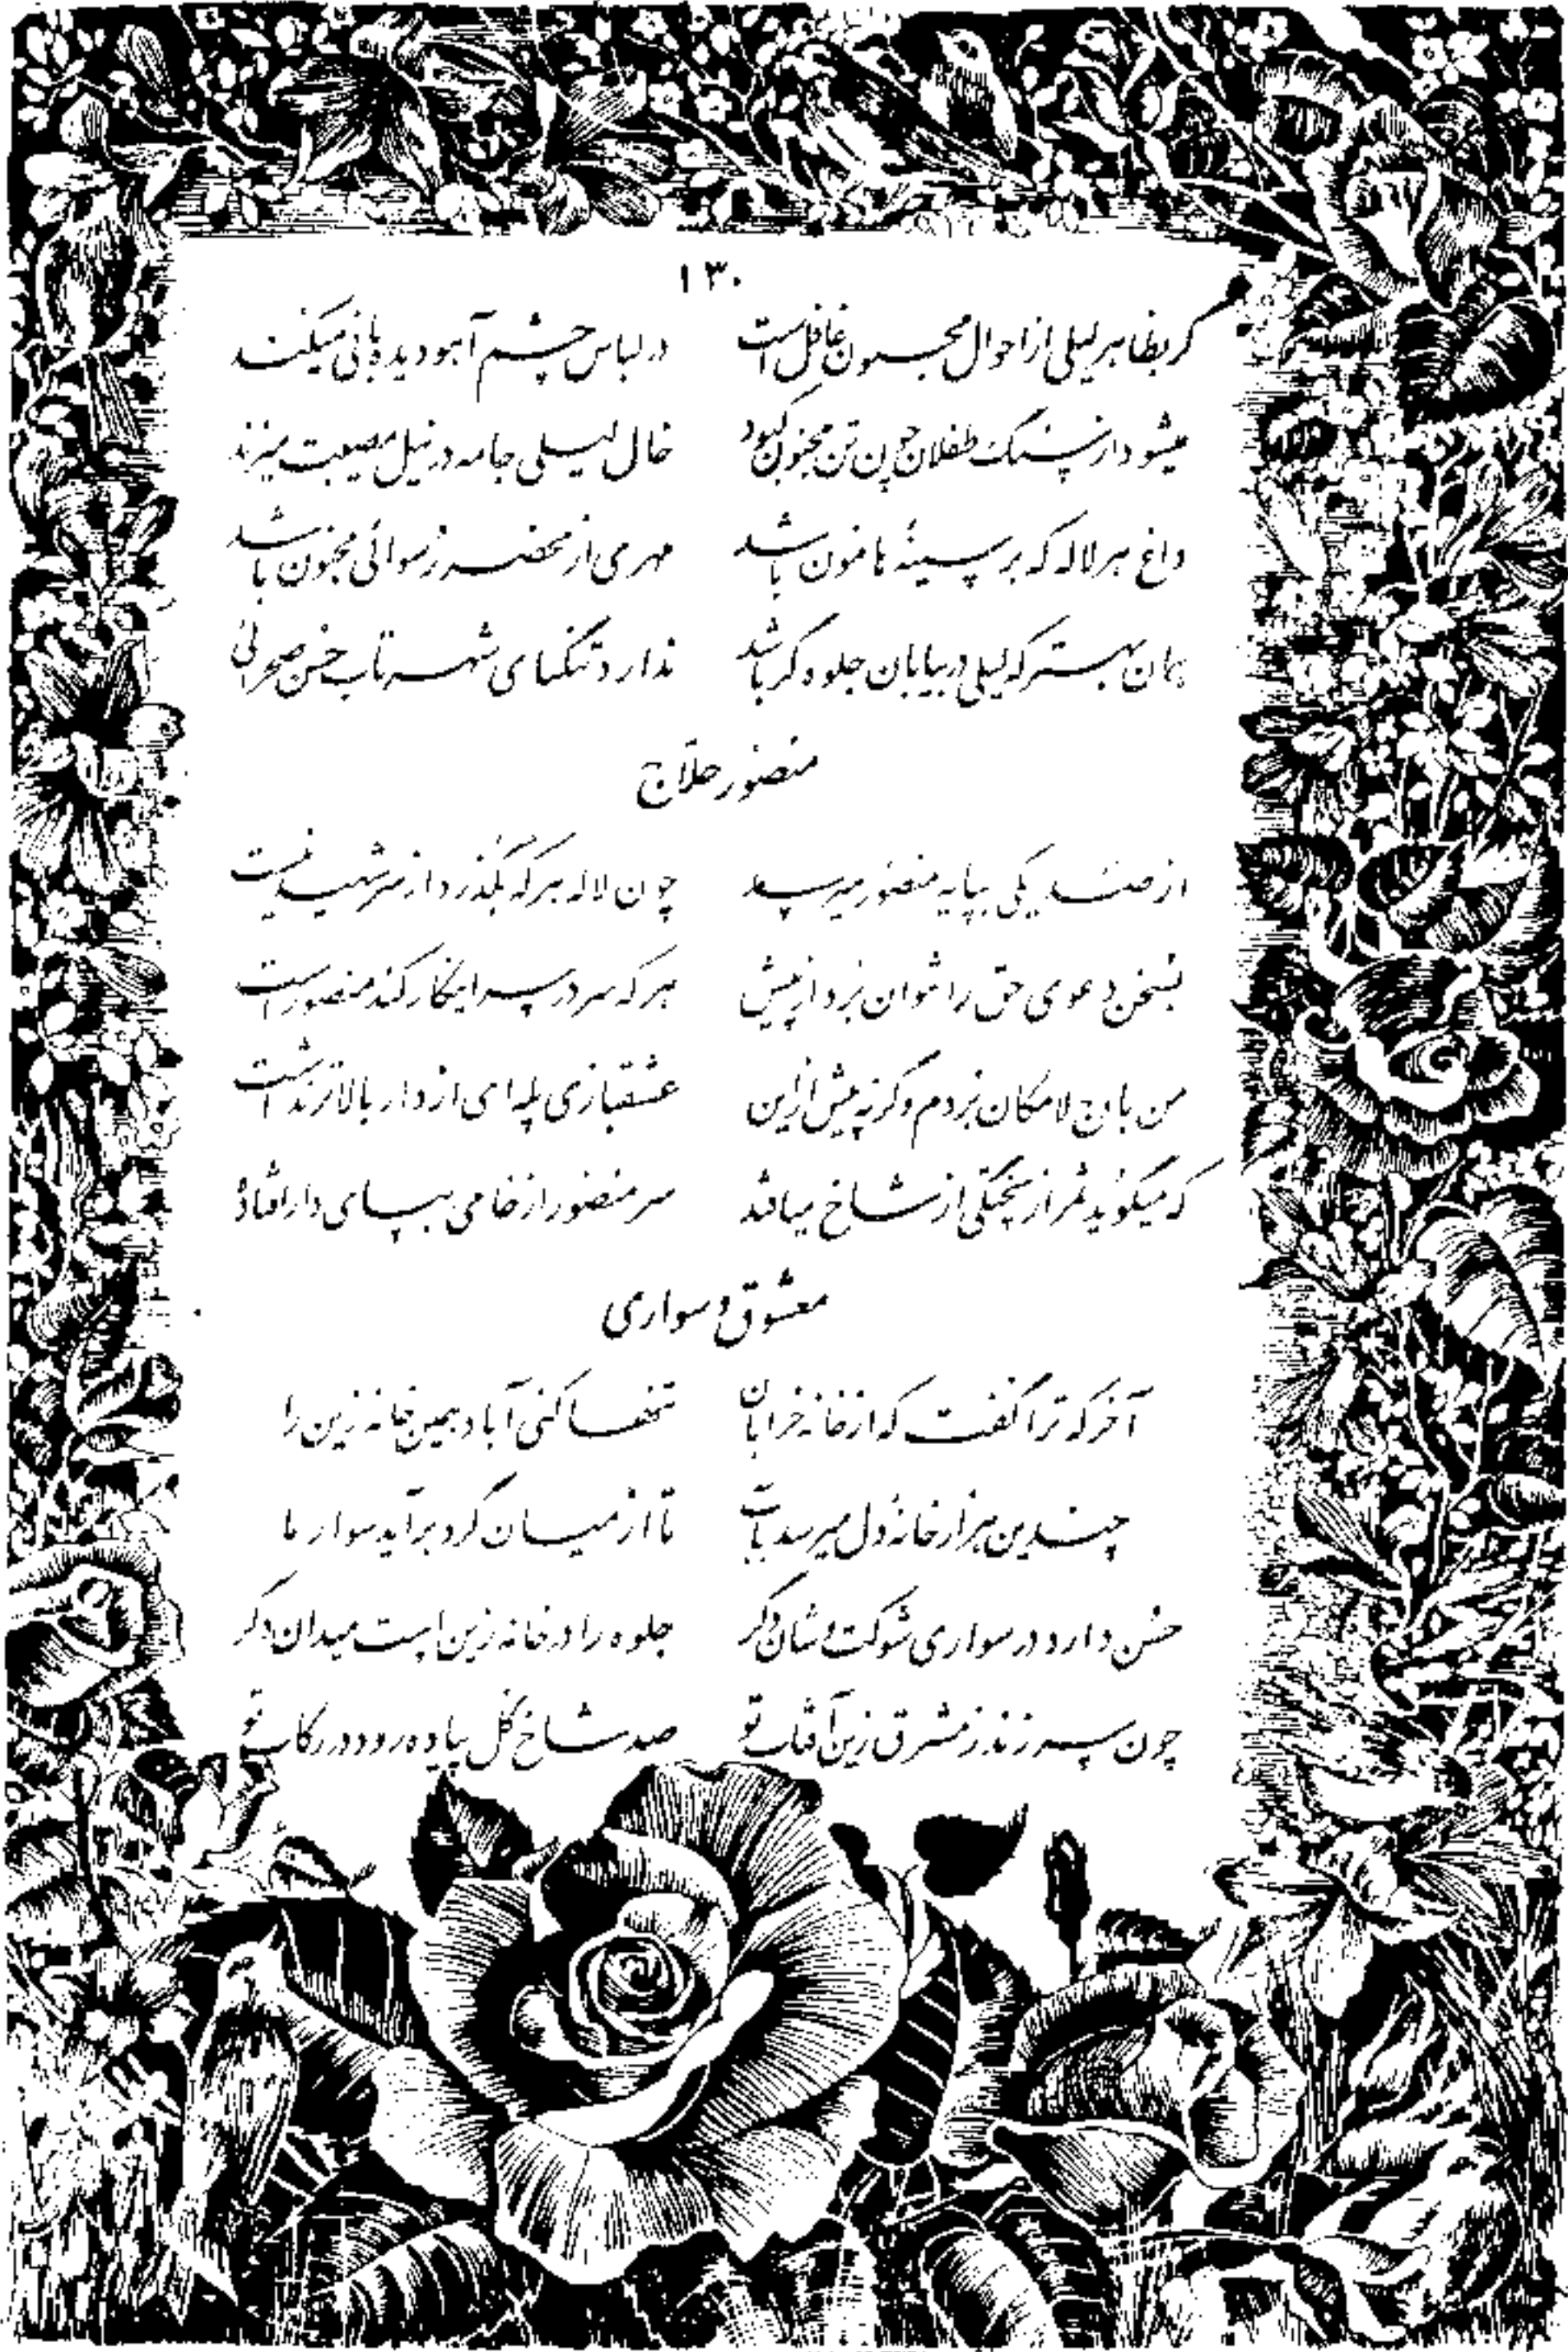 ۱۳۰
گر بظاهر لیلی از احوال مجنون غافل است در لباس چشم آهو دیده بانی میکند
میشود از سنگ طفلان چون تن مجنون کبود خال لیلی جامه در نیل مصیبت میزند
داغ هر لاله که بر سینهٔ هامون باشد مهری از محضر رسوائی مجنون باشد
همان بهتر که لیلی در بیابان جلوه گر باشد ندارد تنگنای شهر تاب حسن صحرائی
منصور حلاج
از صد یکی بپایه منصور میرسد چون لاله هر که بگذرد از سر شهید نیست
بسخن دعوی حق را نتوان برد از پیش هر که سر در سر اینکار کند منصور است
من باوج لامکان بردم وگرنه پیش ازین عشقبازی پله‌ای از دار بالاتر نداشت
که میگوید ثمر از پختگی از شاخ میافتد سر منصور از خامی بپای دار افتاد
معشوق و سواری
آخر که ترا گفت که از خانه خرابان تنها کنی آباد همین خانه زین را
چندین هزار خانهٔ دل میرسد بآب تا از میان گرد برآید سوار ما
حسن دارد در سواری شوکت و شان دگر جلوه را در خانه زین است میدان دگر
چون سر زند ز مشرق زین آفتاب تو صد شاخ گل پیاده رود در رکاب تو